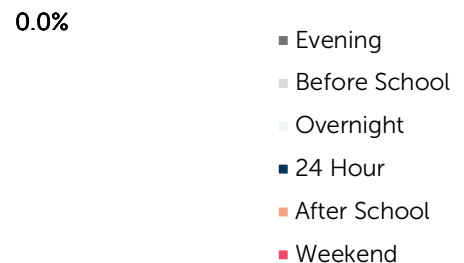 0.0%
Evening
Before School
Overnight
24 Hour
After School
Weekend